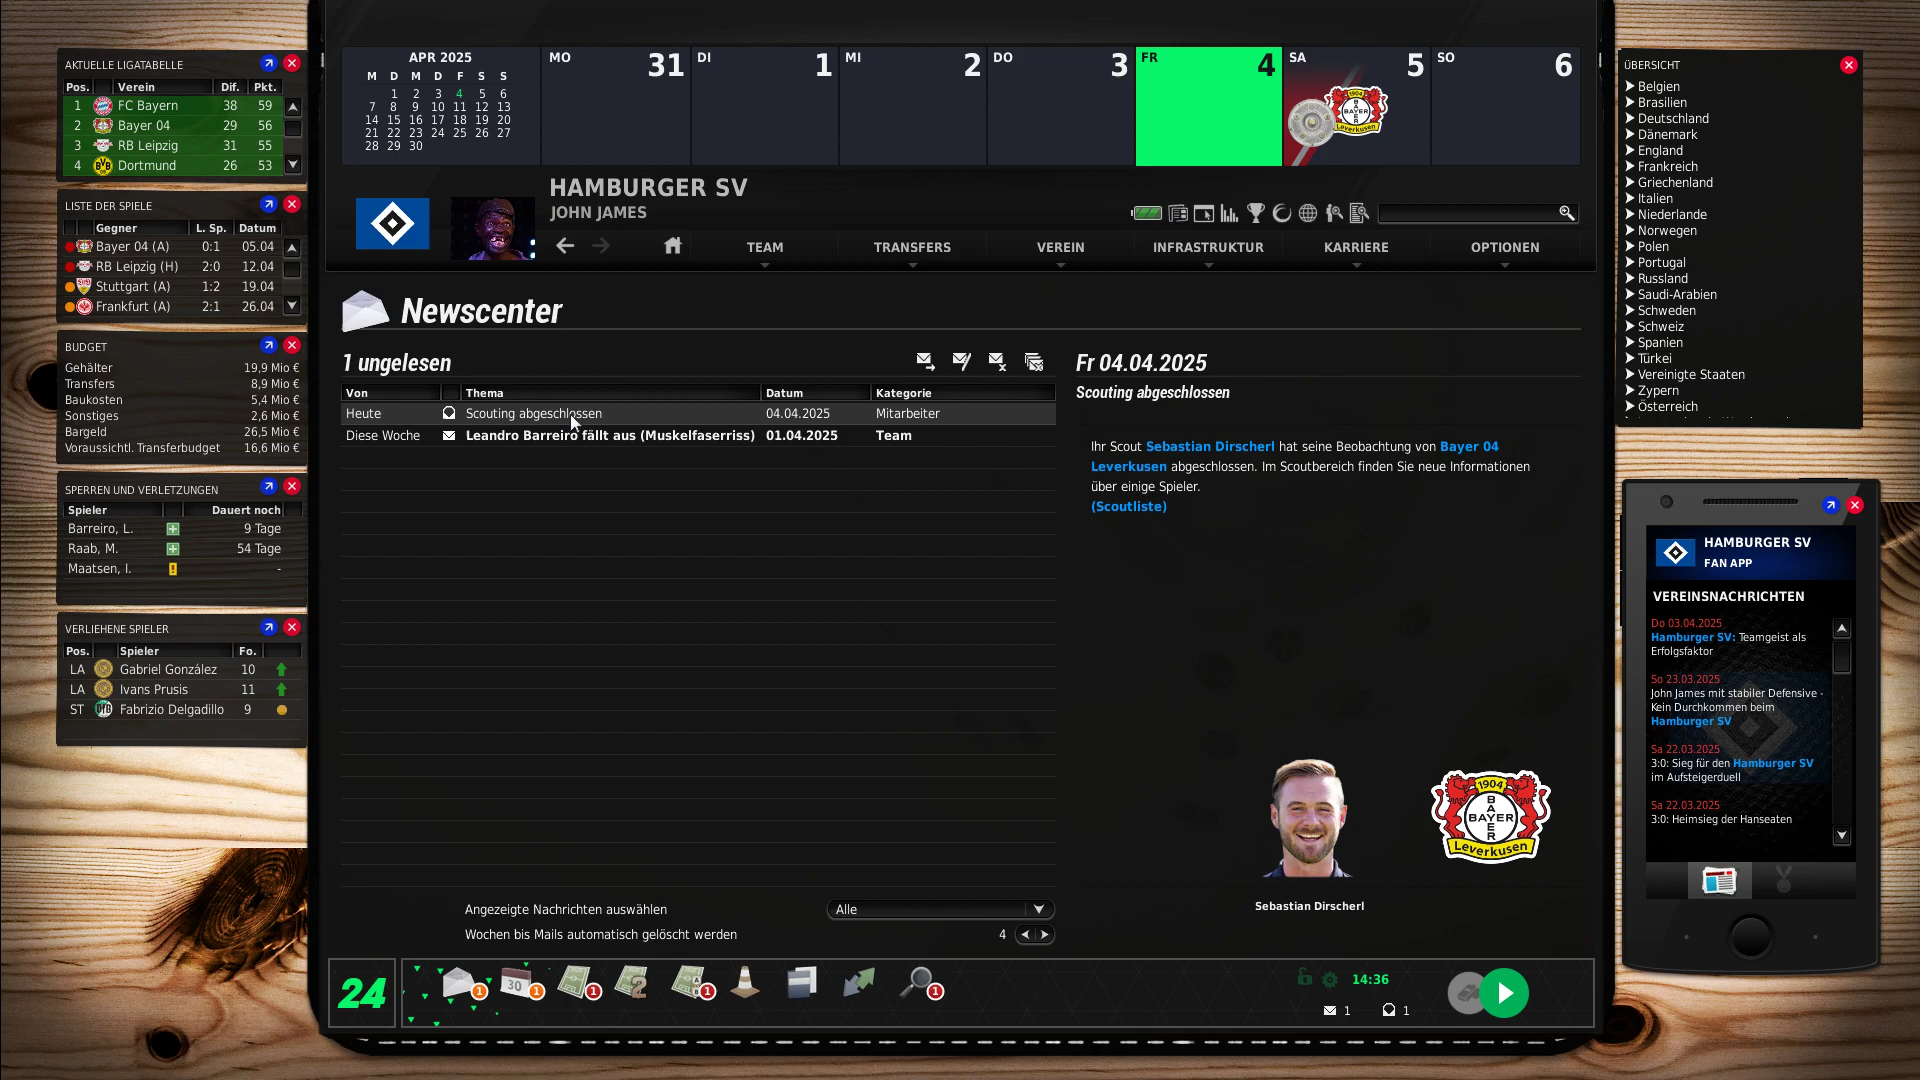 AKTUELLE LIGATABELLE
Pos. Verein Dif. Pkt.
1 FC Bayern 38 59
2 Bayer 04 29 56
3 RB Leipzig 31 55
4 Dortmund 26 53
LISTE DER SPIELE
Gegner L. Sp. Datum
Bayer 04 (A) 0:1 05.04
RB Leipzig (H) 2:0 12.04
Stuttgart (A) 1:2 19.04
Frankfurt (A) 2:1 26.04
BUDGET
Gehälter 19,9 Mio €
Transfers 8,9 Mio €
Baukosten 5,4 Mio €
Sonstiges 2,6 Mio €
Bargeld 26,5 Mio €
Voraussichtl. Transferbudget 16,6 Mio €
SPERREN UND VERLETZUNGEN
Spieler Dauert noch
Barreiro, L. 9 Tage
Raab, M. 54 Tage
Maatsen, I. -
VERLIEHENE SPIELER
Pos. Spieler Fo.
LA Gabriel González 10
LA Ivans Prusis 11
ST Fabrizio Delgadillo 9
APR 2025
M D M D F S S
1 2 3 4 5 6
7 8 9 10 11 12 13
14 15 16 17 18 19 20
21 22 23 24 25 26 27
28 29 30
MO 31
DI 1
MI 2
DO 3
FR 4
SA 5
1904
BAYER
BAYER
Leverkusen
SO 6
HAMBURGER SV
JOHN JAMES
TEAM TRANSFERS VEREIN INFRASTRUKTUR KARRIERE OPTIONEN
Newscenter
1 ungelesen
Von Thema Datum Kategorie
Heute Scouting abgeschlossen 04.04.2025 Mitarbeiter
Diese Woche Leandro Barreiro fällt aus (Muskelfaserriss) 01.04.2025 Team
Angezeigte Nachrichten auswählen Alle
Wochen bis Mails automatisch gelöscht werden 4
Fr 04.04.2025
Scouting abgeschlossen
Ihr Scout Sebastian Dirscherl hat seine Beobachtung von Bayer 04
Leverkusen abgeschlossen. Im Scoutbereich finden Sie neue Informationen
über einige Spieler.
(Scoutliste)
1904
BAYER
BAYER
Leverkusen
Sebastian Dirscherl
24
1
30
1
1
2
1
1
14:36
1 1
ÜBERSICHT
Belgien
Brasilien
Deutschland
Dänemark
England
Frankreich
Griechenland
Italien
Niederlande
Norwegen
Polen
Portugal
Russland
Saudi-Arabien
Schweden
Schweiz
Spanien
Türkei
Vereinigte Staaten
Zypern
Österreich
HAMBURGER SV
FAN APP
VEREINSNACHRICHTEN
Do 03.04.2025
Hamburger SV: Teamgeist als
Erfolgsfaktor
So 23.03.2025
John James mit stabiler Defensive -
Kein Durchkommen beim
Hamburger SV
Sa 22.03.2025
3:0: Sieg für den Hamburger SV
im Aufsteigerduell
Sa 22.03.2025
3:0: Heimsieg der Hanseaten